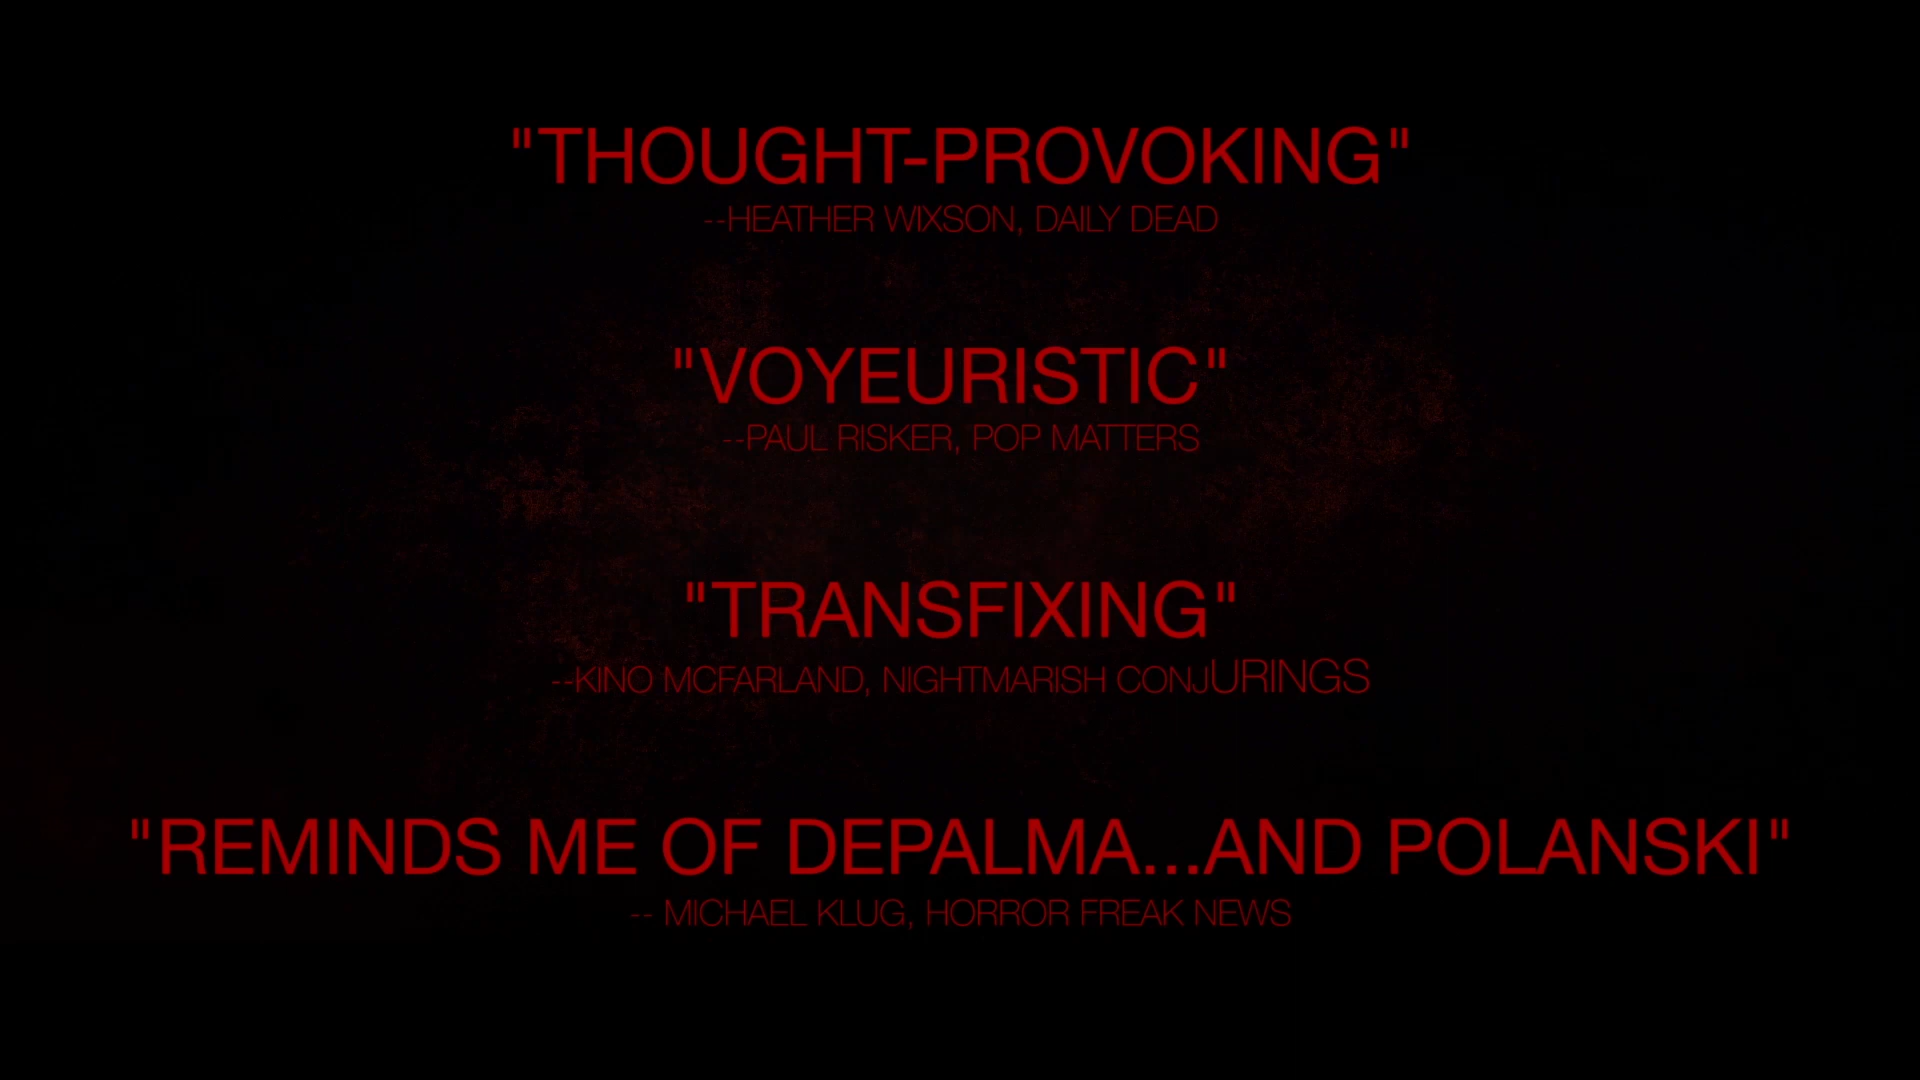 "THOUGHT-PROVOKING"
--HEATHER WIXSON, DAILY DEAD
"VOYEURISTIC"
--PAUL RISKER, POP MATTERS
"TRANSFIXING"
--KINO MCFARLAND, NIGHTMARISH CONJURINGS
"REMINDS ME OF DEPALMA...AND POLANSKI"
-- MICHAEL KLUG, HORROR FREAK NEWS